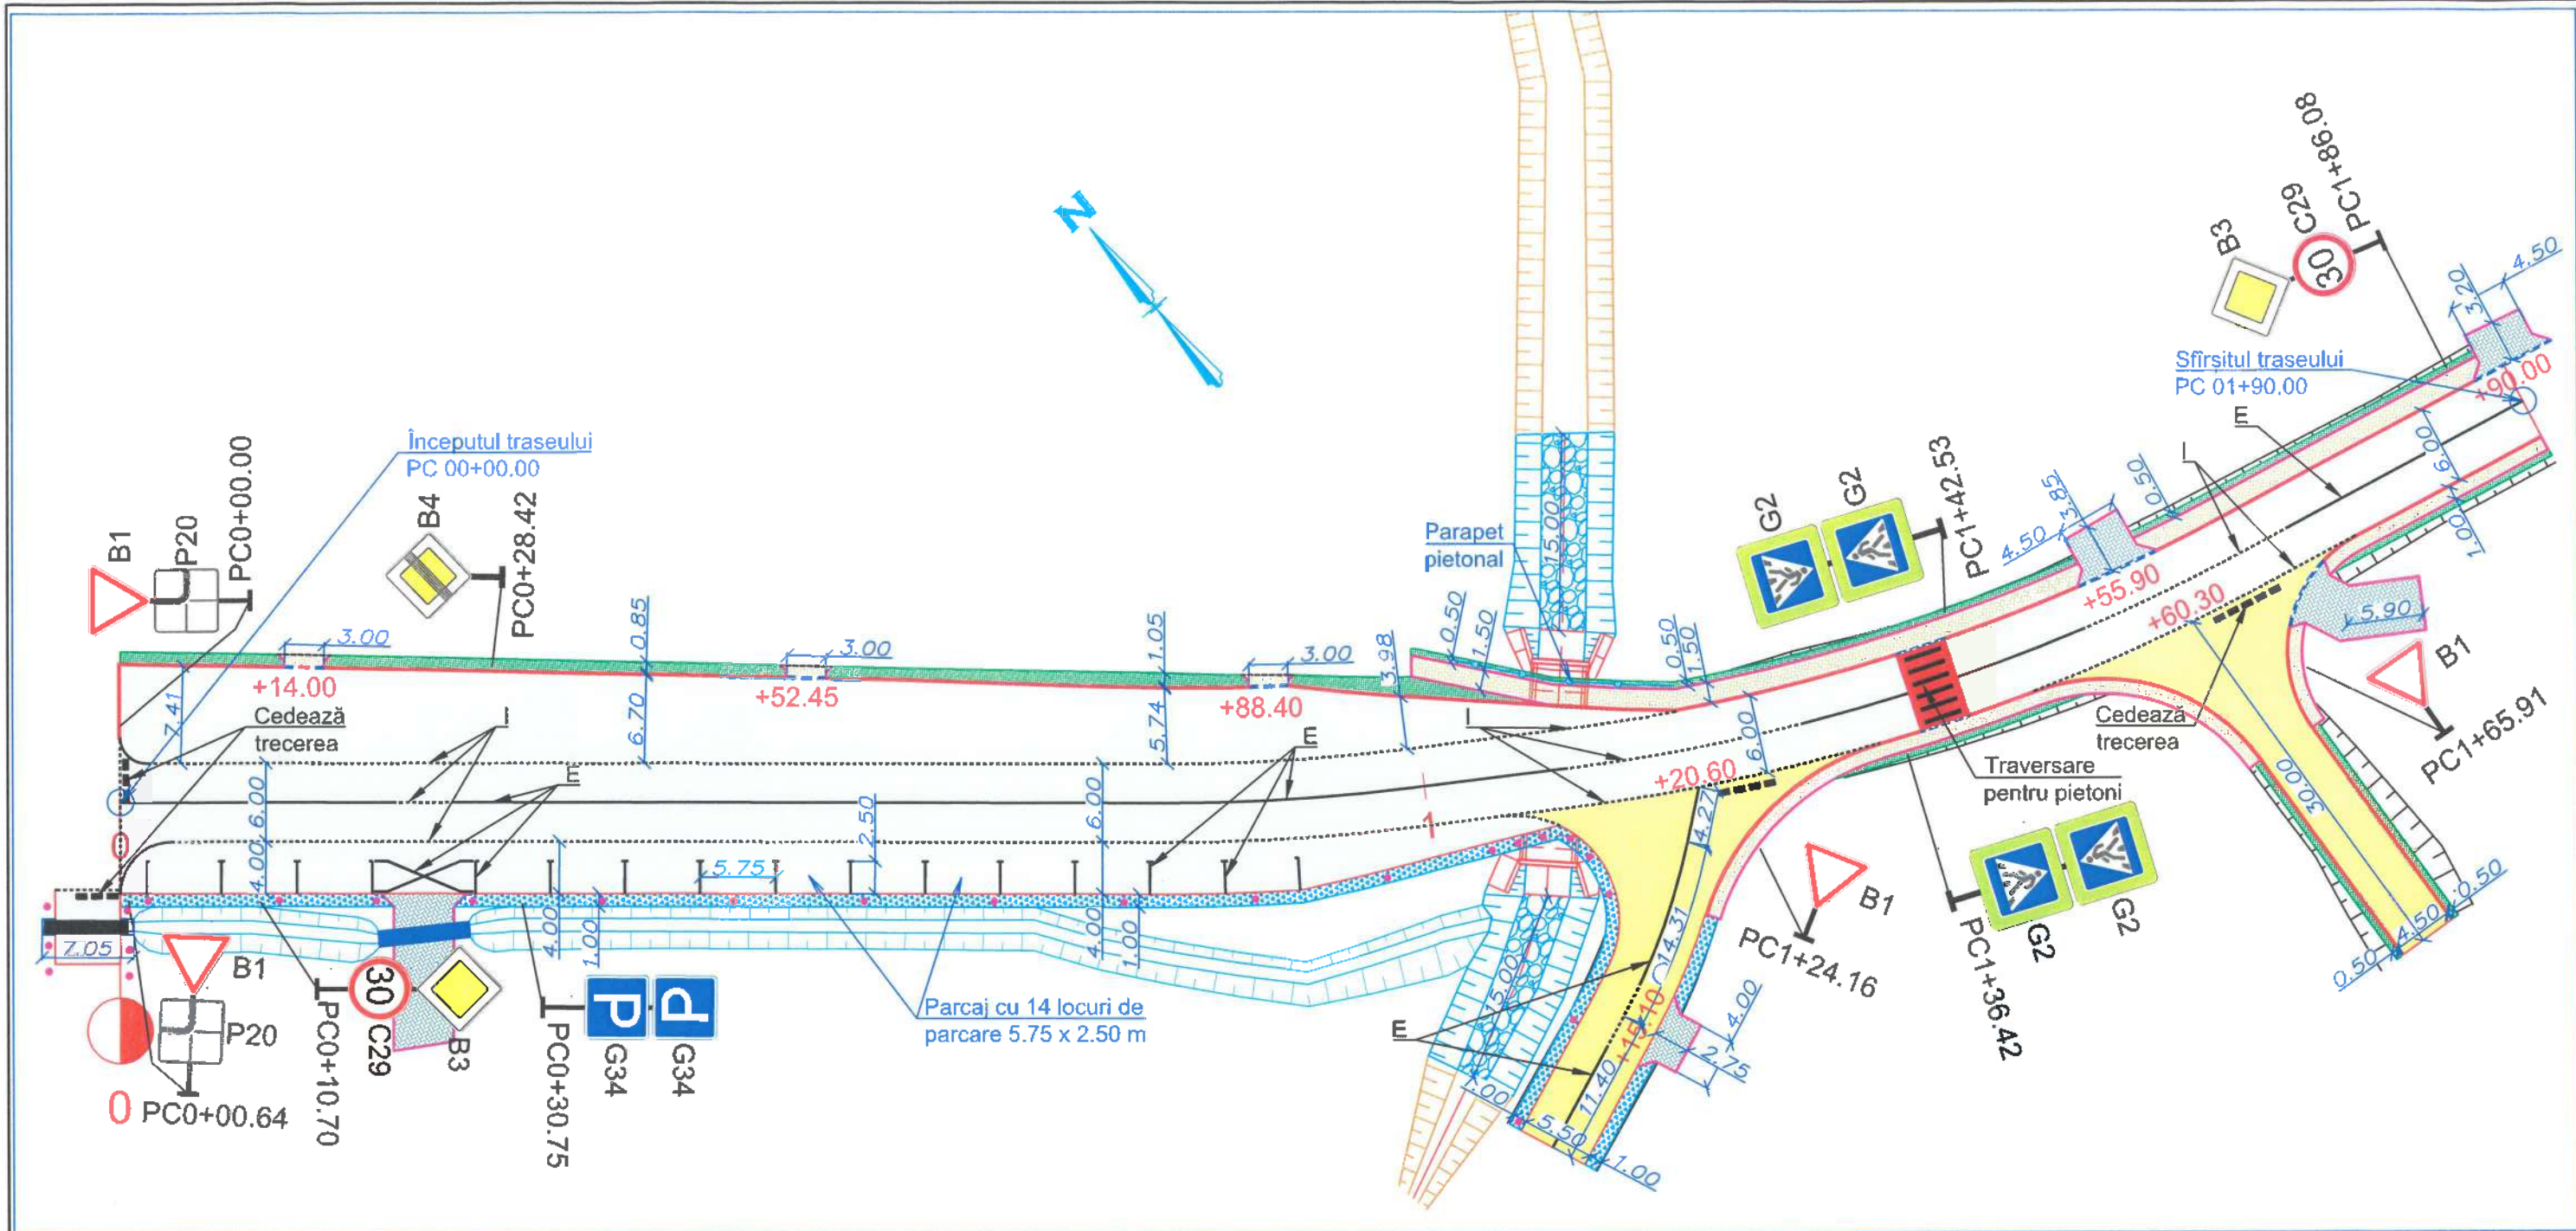 N
B1
P20
PC0+00.00
Începutul traseului
PC 00+00.00
B4
PC0+28.42
3.00
+14.00
7.41
Cedează
trecerea
I
E
0.85
6.70
3.00
+52.45
1.05
5.74
3.00
+88.40
3.98
0.50
1.50
Parapet
pietonal
15.00
0.50
1.50
I
E
1
6.00
4.00
2.50
5.75
6.00
4.00
1.00
4.00
1.00
0
7.05
B1
P20
0
PC0+00.64
PC0+10.70
30
C29
B3
PC0+30.75
P
P
G34
G34
Parcaj cu 14 locuri de
parcare 5.75 x 2.50 m
G2
G2
PC1+42.53
6.00
+20.60
4.27
14.31
+15.10
11.40
E
15.00
1.00
5.50
1.00
4.00
2.75
B1
PC1+24.16
Traversare
pentru pietoni
G2
G2
PC1+36.42
4.50
3.85
0.50
+55.90
+60.30
I
E
6.00
1.00
Sfîrsitul traseului
PC 01+90.00
B3
30
C29
PC1+86.08
3.20
4.50
+90.00
5.90
B1
PC1+65.91
Cedează
trecerea
30.00
0.50
4.50
0.50